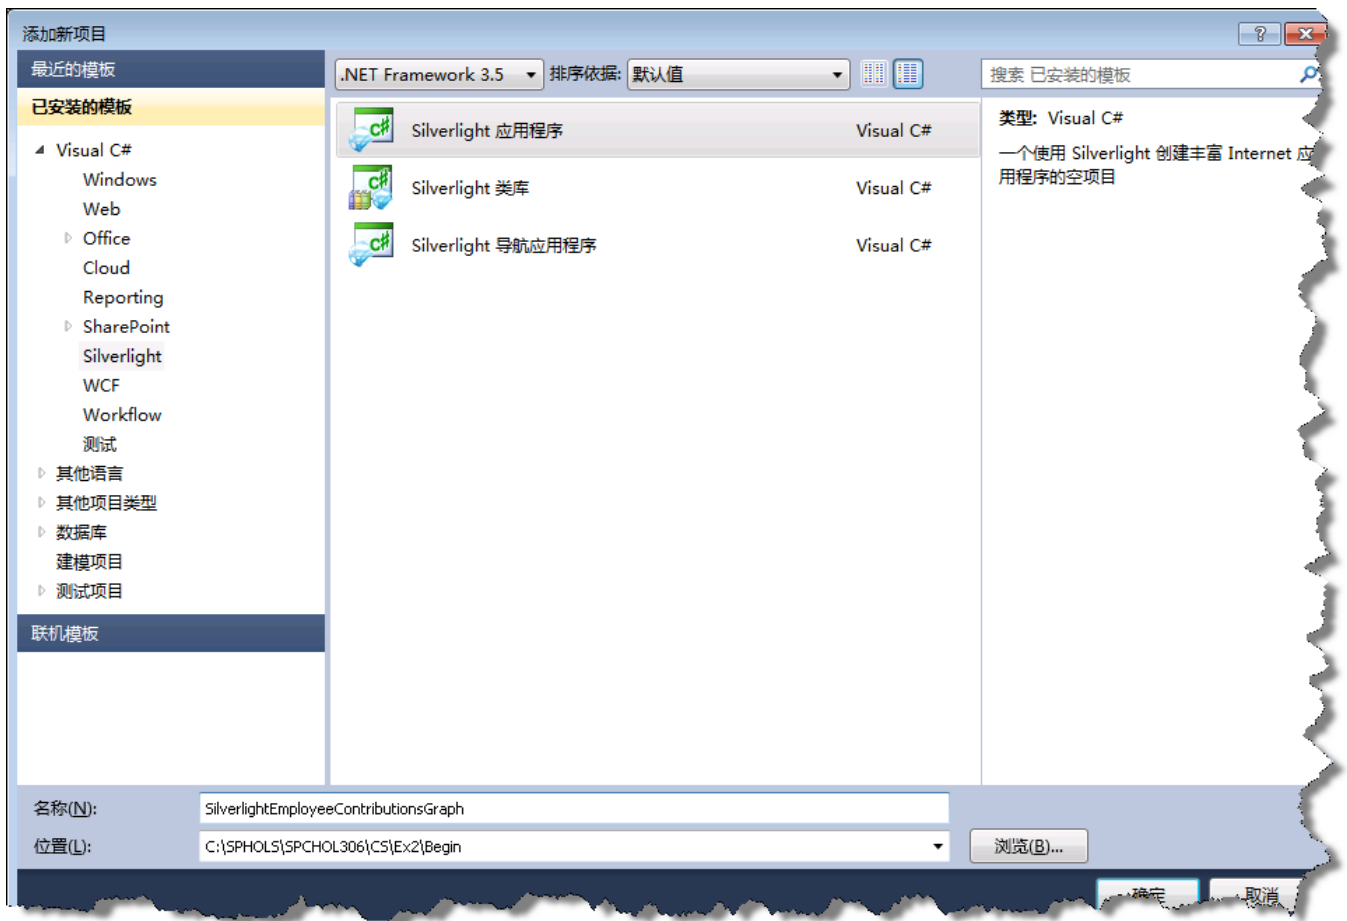 添加新项目
最近的模板
.NET Framework 3.5 排序依据: 默认值
搜索 已安装的模板
已安装的模板
Visual C#
Windows
Web
Office
Cloud
Reporting
SharePoint
Silverlight
WCF
Workflow
测试
其他语言
其他项目类型
数据库
建模项目
测试项目
联机模板
Silverlight 应用程序 Visual C#
Silverlight 类库 Visual C#
Silverlight 导航应用程序 Visual C#
类型: Visual C#
一个使用 Silverlight 创建丰富 Internet 应
用程序的空项目
名称(N): SilverlightEmployeeContributionsGraph
位置(L): C:\SPHOLS\SPCHOL306\CS\Ex2\Begin 浏览(B)...
确定 取消